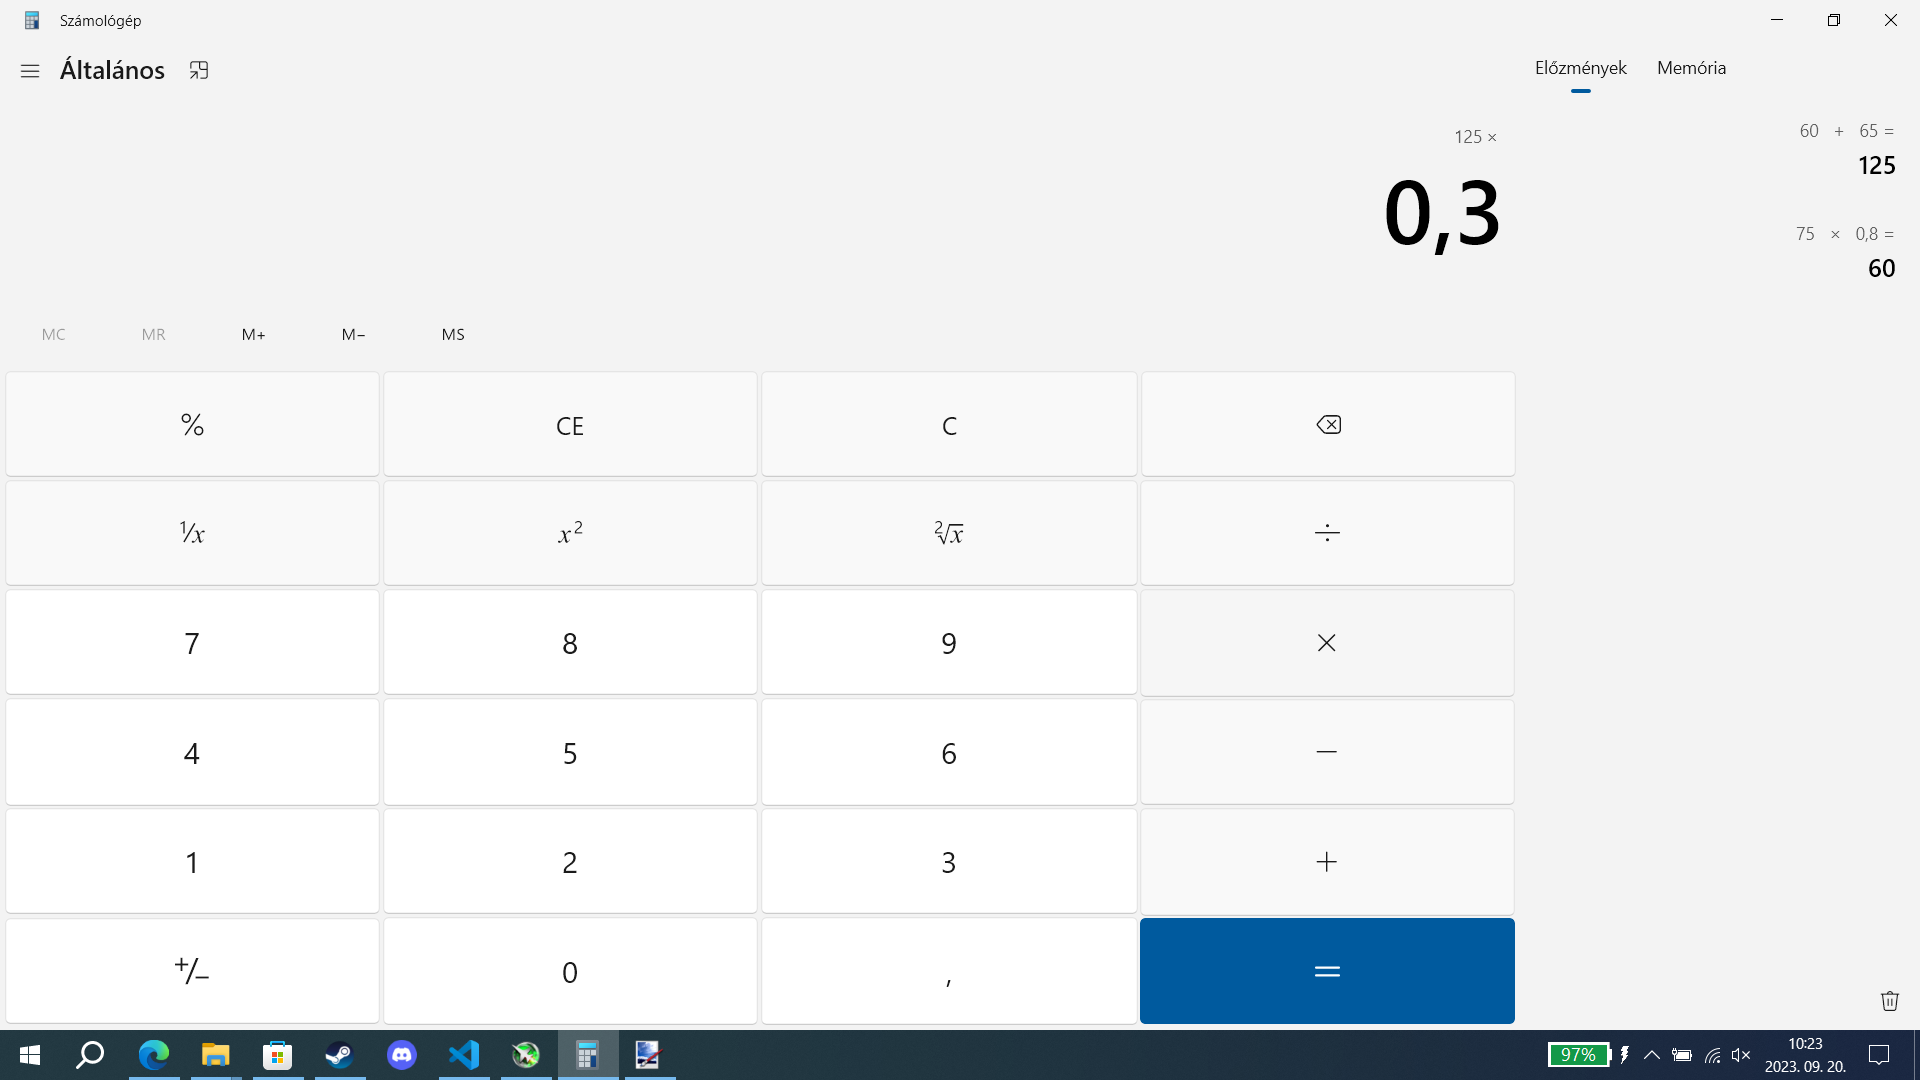 Számológép
Általános
Előzmények Memória
125 ×
0,3
60 + 65 =
125
75 × 0,8 =
60
MC MR M+ M− MS
% CE C
⅟x x² ²√x ÷
7 8 9 ×
4 5 6 −
1 2 3 +
+/− 0 , =
97% 10:23
2023. 09. 20.